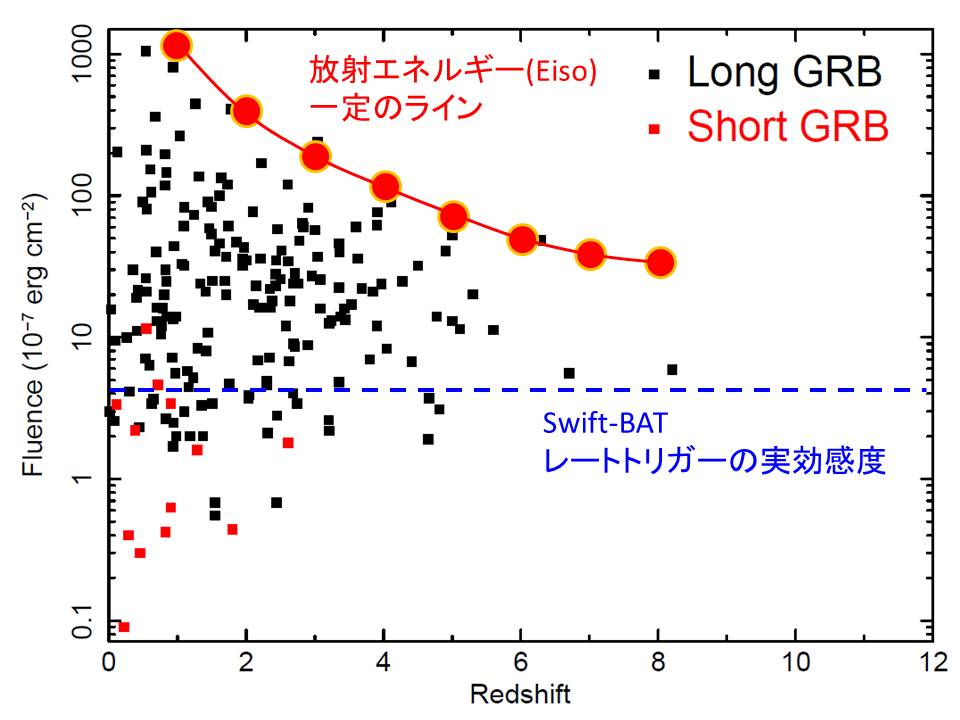 1000
100
10
1
0.1
Fluence (10⁻⁷ erg cm⁻²)
放射エネルギー(Eiso)
一定のライン
Long GRB
Short GRB
Swift-BAT
レートトリガーの実効感度
0 2 4 6 8 10 12
Redshift